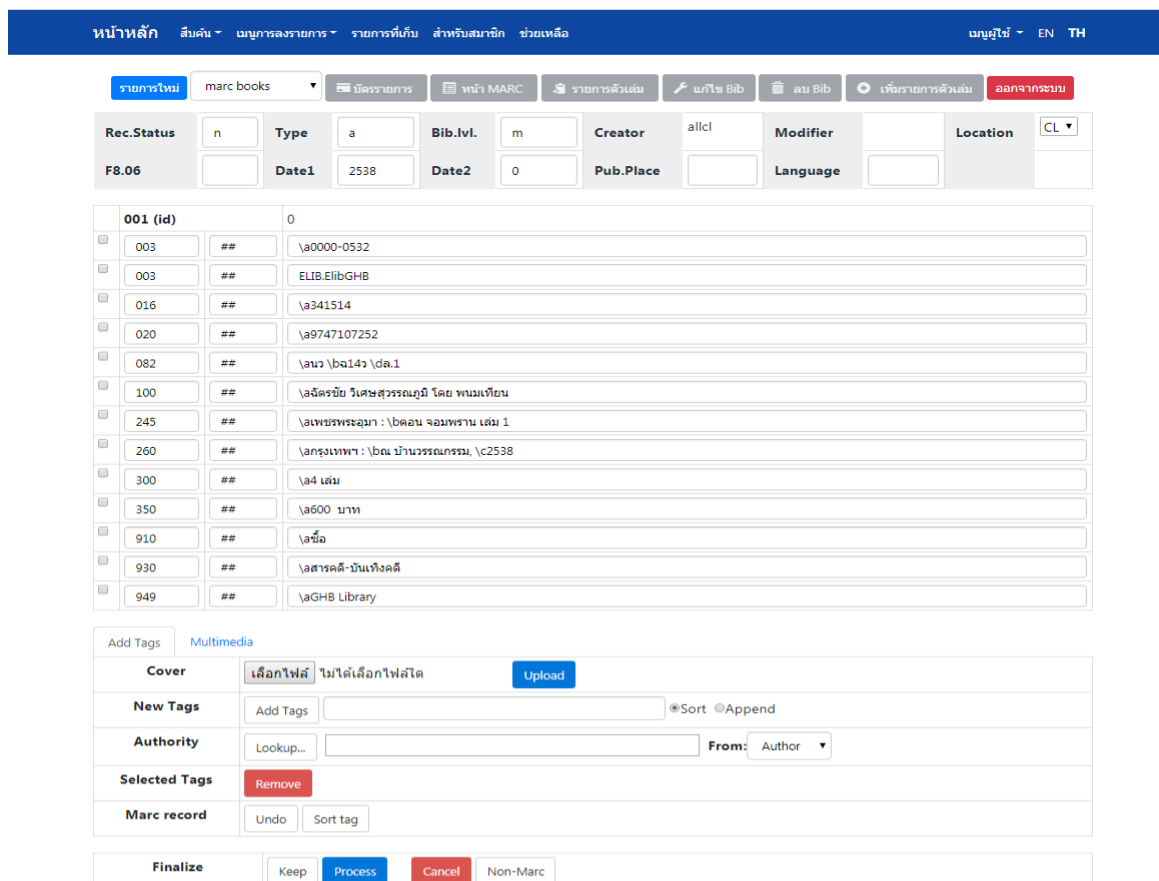 หน้าหลัก สืบค้น เมนูการลงรายการ รายการที่เก็บ สำหรับสมาชิก ช่วยเหลือ เมนูผู้ใช้ EN TH
รายการใหม่ marc books บัตรรายการ หน้า MARC รายการตัวเล่ม แก้ไข Bib ลบ Bib เพิ่มรายการตัวเล่ม ออกจากระบบ
Rec.Status n Type a Bib.lvl. m Creator allcl Modifier Location CL
F8.06 Date1 2538 Date2 0 Pub.Place Language
001 (id) 0
003 ## \a0000-0532
003 ## ELIB.ElibGHB
016 ## \a341514
020 ## \a9747107252
082 ## \aนว \bฉ14ว \dล.1
100 ## \aฉัตรชัย วิเศษสุวรรณภูมิ โดย พนมเทียน
245 ## \aเพชรพระอุมา : \bตอน จอมพราน เล่ม 1
260 ## \aกรุงเทพฯ : \bณ บ้านวรรณกรรม, \c2538
300 ## \a4 เล่ม
350 ## \a600 บาท
910 ## \aซื้อ
930 ## \aสารคดี-บันเทิงคดี
949 ## \aGHB Library
Add Tags Multimedia
Cover เลือกไฟล์ ไม่ได้เลือกไฟล์ใด Upload
New Tags Add Tags Sort Append
Authority Lookup... From: Author
Selected Tags Remove
Marc record Undo Sort tag
Finalize Keep Process Cancel Non-Marc